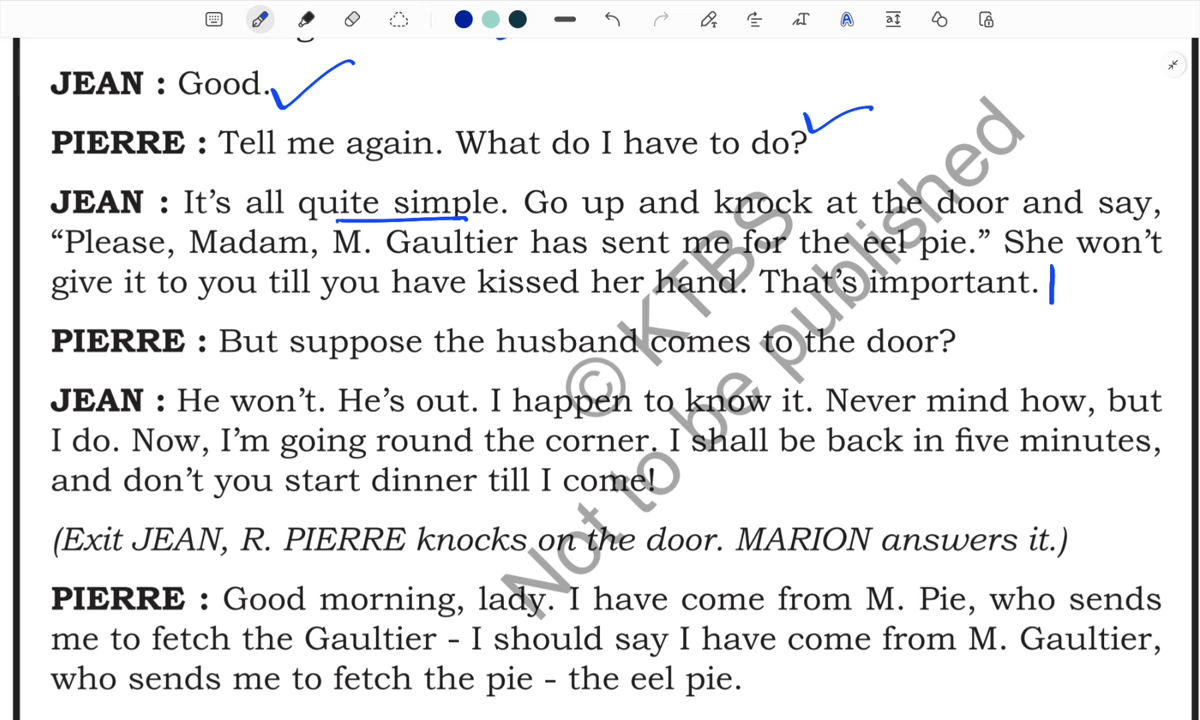 JEAN : Good.
PIERRE : Tell me again. What do I have to do?
JEAN : It's all quite simple. Go up and knock at the door and say,
“Please, Madam, M. Gaultier has sent me for the eel pie.” She won't
give it to you till you have kissed her hand. That's important.
PIERRE : But suppose the husband comes to the door?
JEAN : He won't. He's out. I happen to know it. Never mind how, but
I do. Now, I'm going round the corner. I shall be back in five minutes,
and don't you start dinner till I come!
(Exit JEAN, R. PIERRE knocks on the door. MARION answers it.)
PIERRE : Good morning, lady. I have come from M. Pie, who sends
me to fetch the Gaultier - I should say I have come from M. Gaultier,
who sends me to fetch the pie - the eel pie.
© KTBS
Not to be published